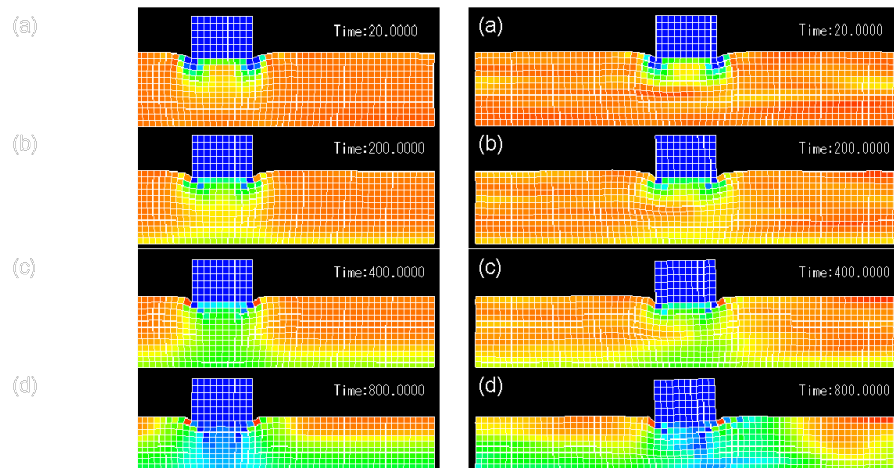 (a) Time:20.0000 (a) Time:20.0000
(b) Time:200.0000 (b) Time:200.0000
(c) Time:400.0000 (c) Time:400.0000
(d) Time:800.0000 (d) Time:800.0000